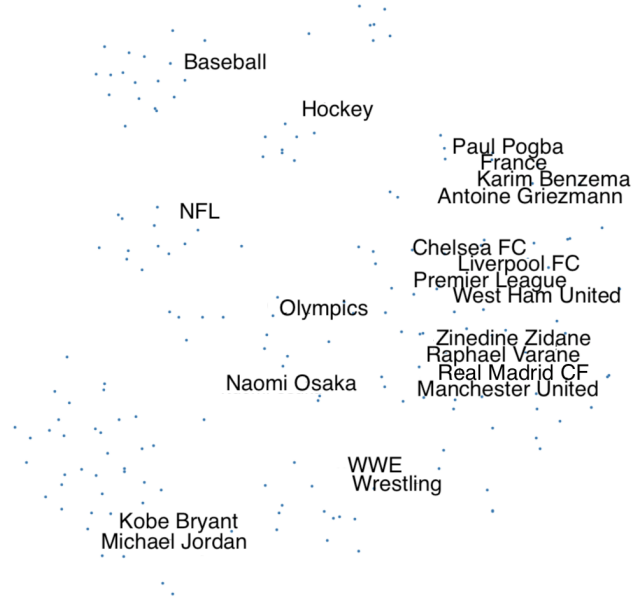 Baseball
Hockey
Paul Pogba
France
Karim Benzema
Antoine Griezmann
NFL
Chelsea FC
Liverpool FC
Premier League
West Ham United
Olympics
Zinedine Zidane
Raphael Varane
Real Madrid CF
Naomi Osaka
Manchester United
WWE
Wrestling
Kobe Bryant
Michael Jordan